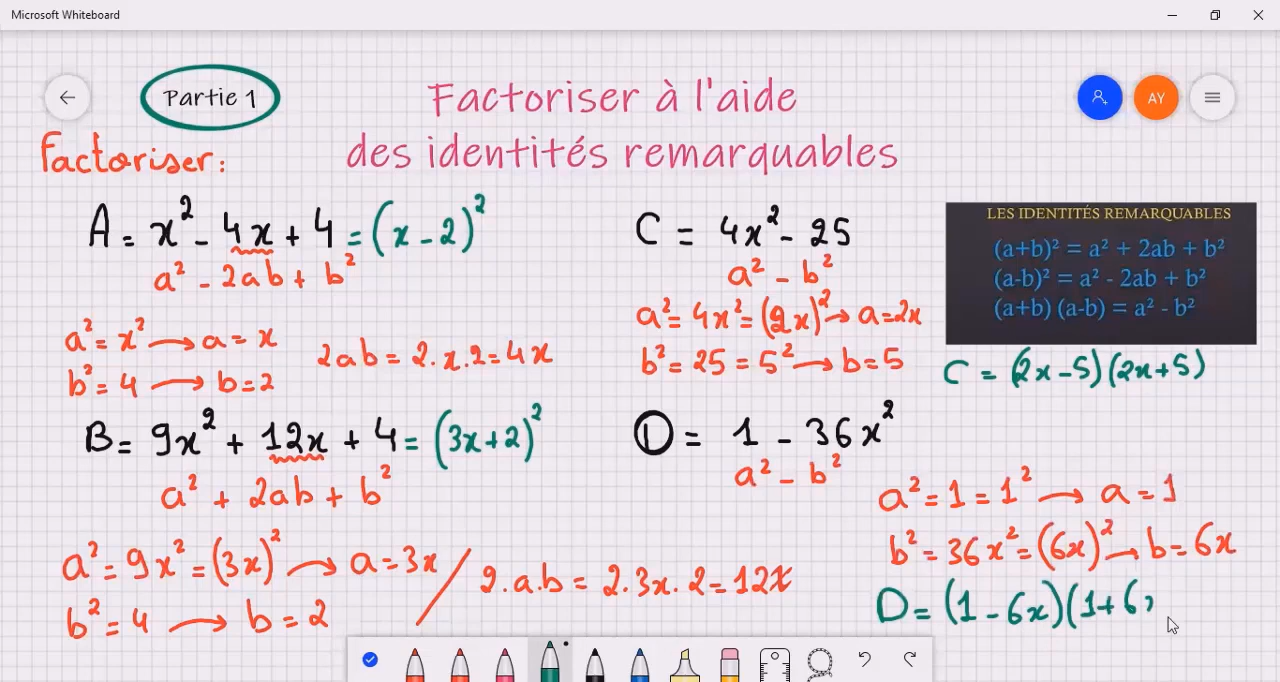 Microsoft Whiteboard
Partie 1
Factoriser à l'aide
des identités remarquables
AY
Factoriser:
A = x² - 4x + 4 = (x - 2)²
a² - 2ab + b²
a² = x² → a = x
b² = 4 → b = 2
2ab = 2.x.2 = 4x
B = 9x² + 12x + 4 = (3x+2)²
a² + 2ab + b²
a² = 9x² = (3x)² → a = 3x
b² = 4 → b = 2
2.a.b = 2.3x.2 = 12x
C = 4x² - 25
a² - b²
a² = 4x² = (2x)² → a = 2x
b² = 25 = 5² → b = 5
LES IDENTITÉS REMARQUABLES
(a+b)² = a² + 2ab + b²
(a-b)² = a² - 2ab + b²
(a+b) (a-b) = a² - b²
C = (2x-5)(2x+5)
D = 1 - 36x²
a² - b²
a² = 1 = 1² → a = 1
b² = 36x² = (6x)² → b = 6x
D = (1 - 6x)(1+6